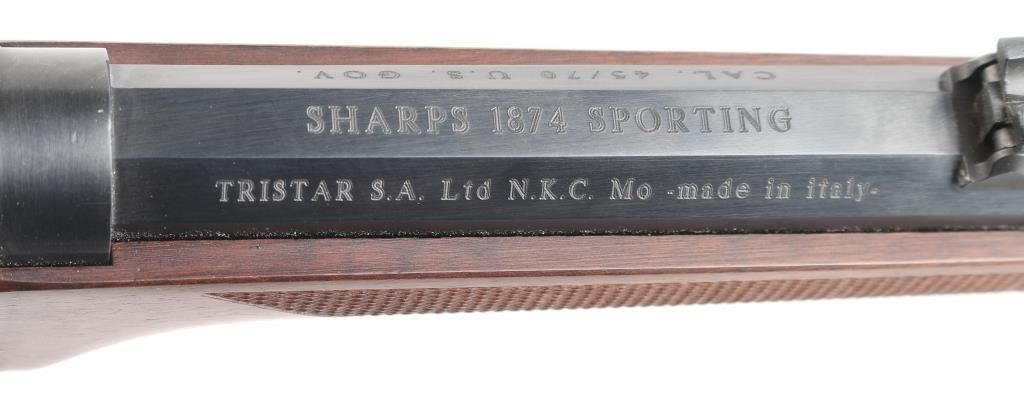 CAL. 45/70 U.S. GOV.
SHARPS 1874 SPORTING
TRISTAR S.A. Ltd N.K.C. Mo -made in italy-